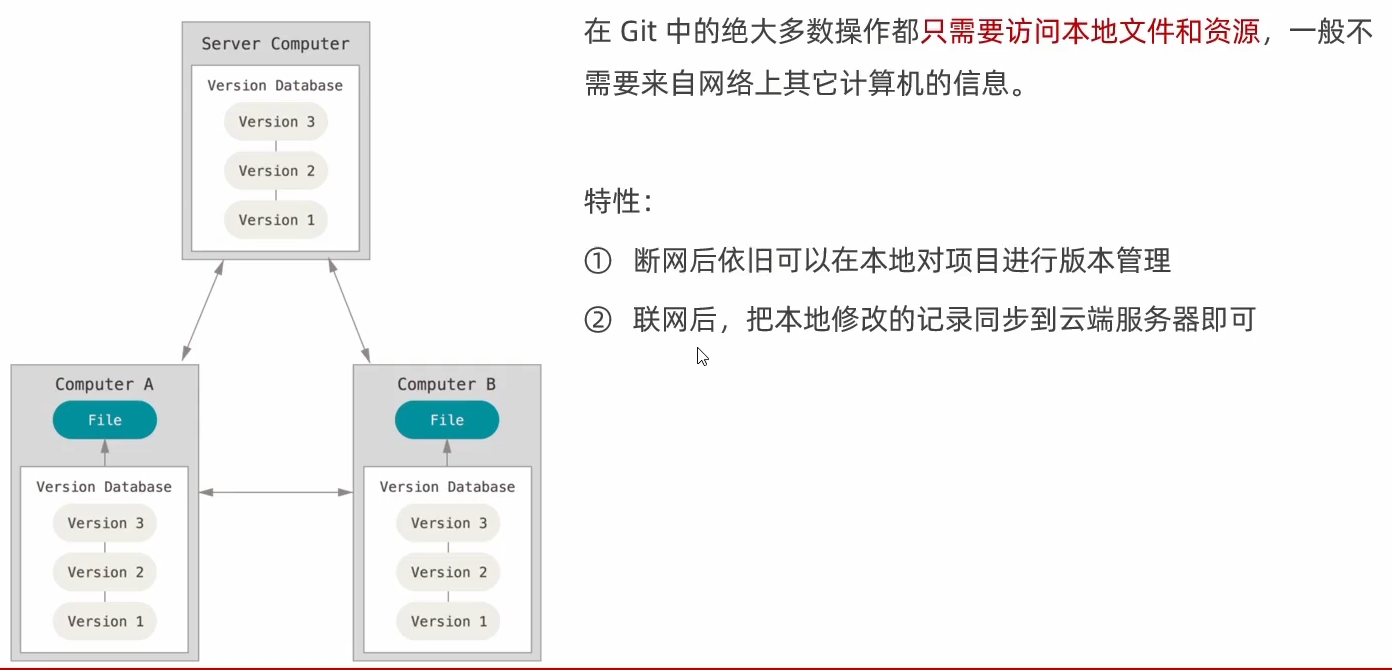 Server Computer
Version Database
Version 3
Version 2
Version 1
Computer A
File
Version Database
Version 3
Version 2
Version 1
Computer B
File
Version Database
Version 3
Version 2
Version 1
在 Git 中的绝大多数操作都只需要访问本地文件和资源，一般不
需要来自网络上其它计算机的信息。
特性：
① 断网后依旧可以在本地对项目进行版本管理
② 联网后，把本地修改的记录同步到云端服务器即可